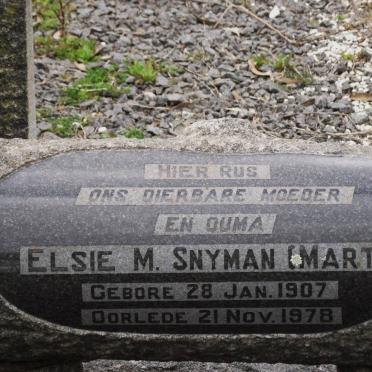 HIER RUS
ONS DIERBARE MOEDER
EN OUMA
ELSIE M. SNYMAN (MART
GEBORE 28 JAN. 1907
OORLEDE 21 NOV. 1978